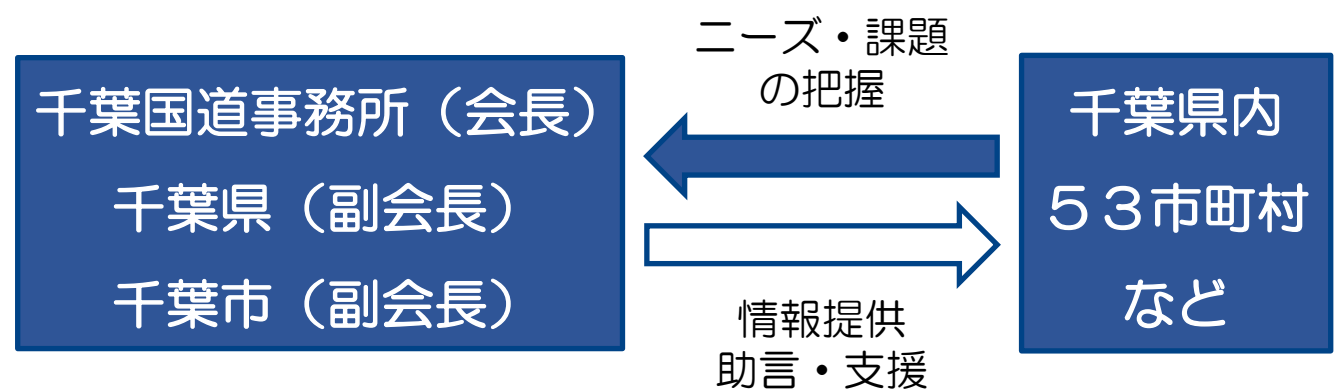 千葉国道事務所（会長）
千葉県（副会長）
千葉市（副会長）
ニーズ・課題
の把握
情報提供
助言・支援
千葉県内
５３市町村
など